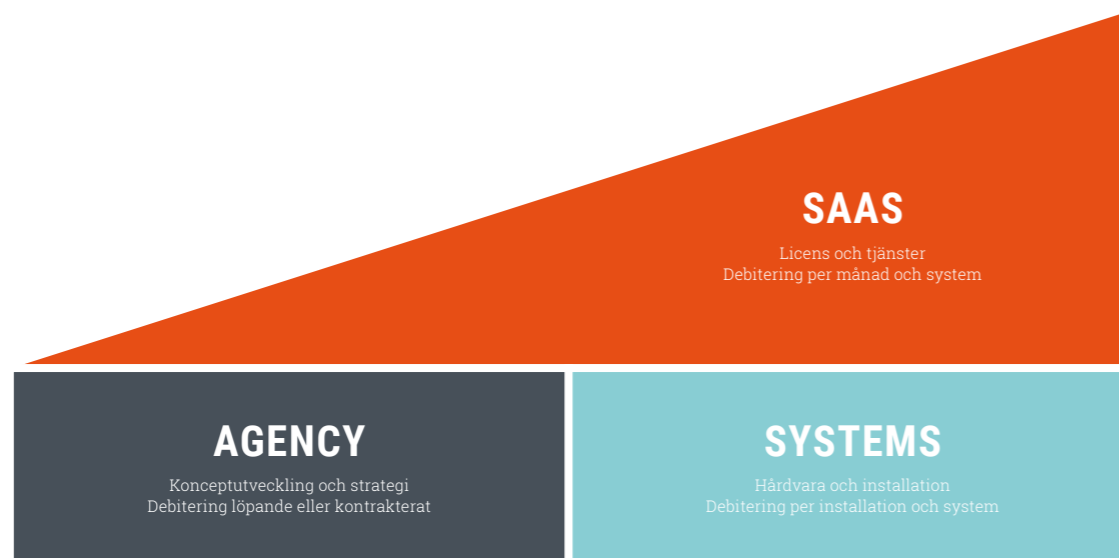 SAAS
Licens och tjänster
Debitering per månad och system
AGENCY
Konceptutveckling och strategi
Debitering löpande eller kontrakterat
SYSTEMS
Hårdvara och installation
Debitering per installation och system